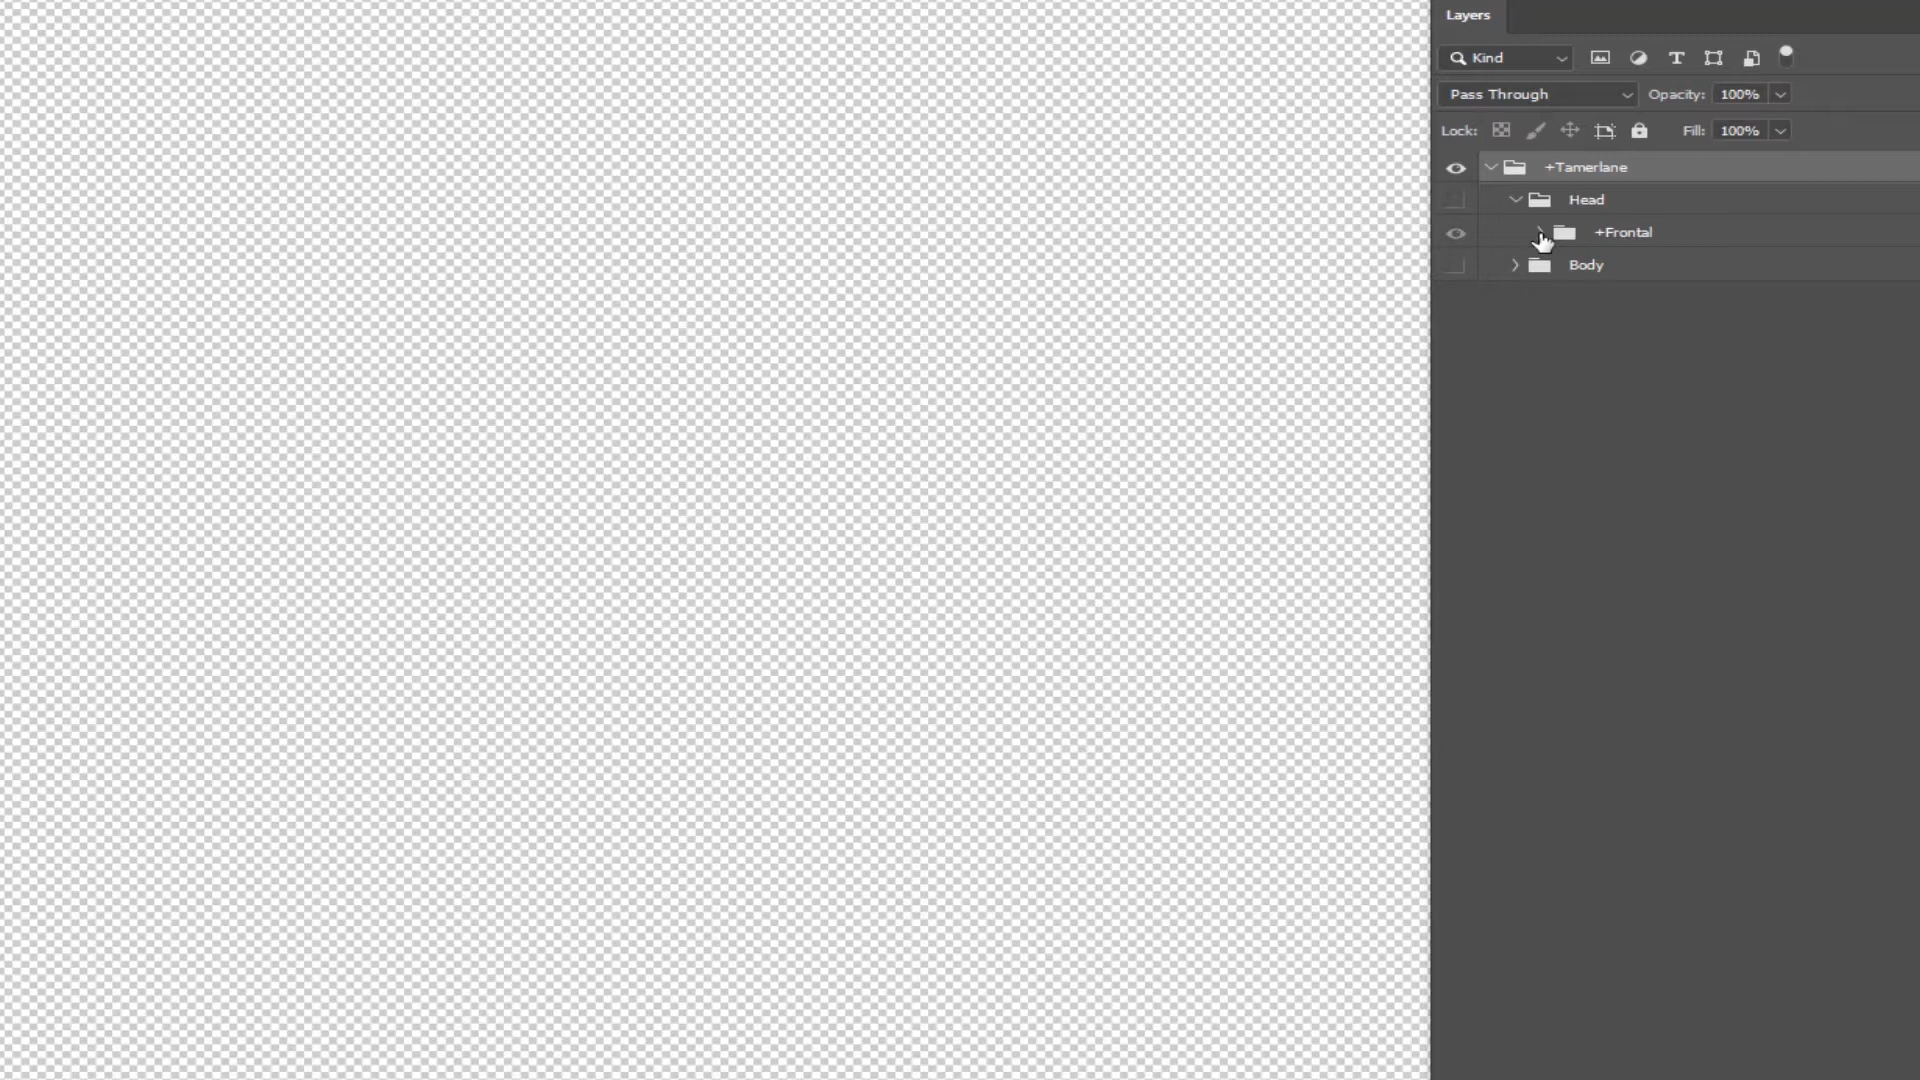 Layers
Kind
Pass Through Opacity: 100%
Lock: Fill: 100%
+Tamerlane
Head
+Frontal
Body